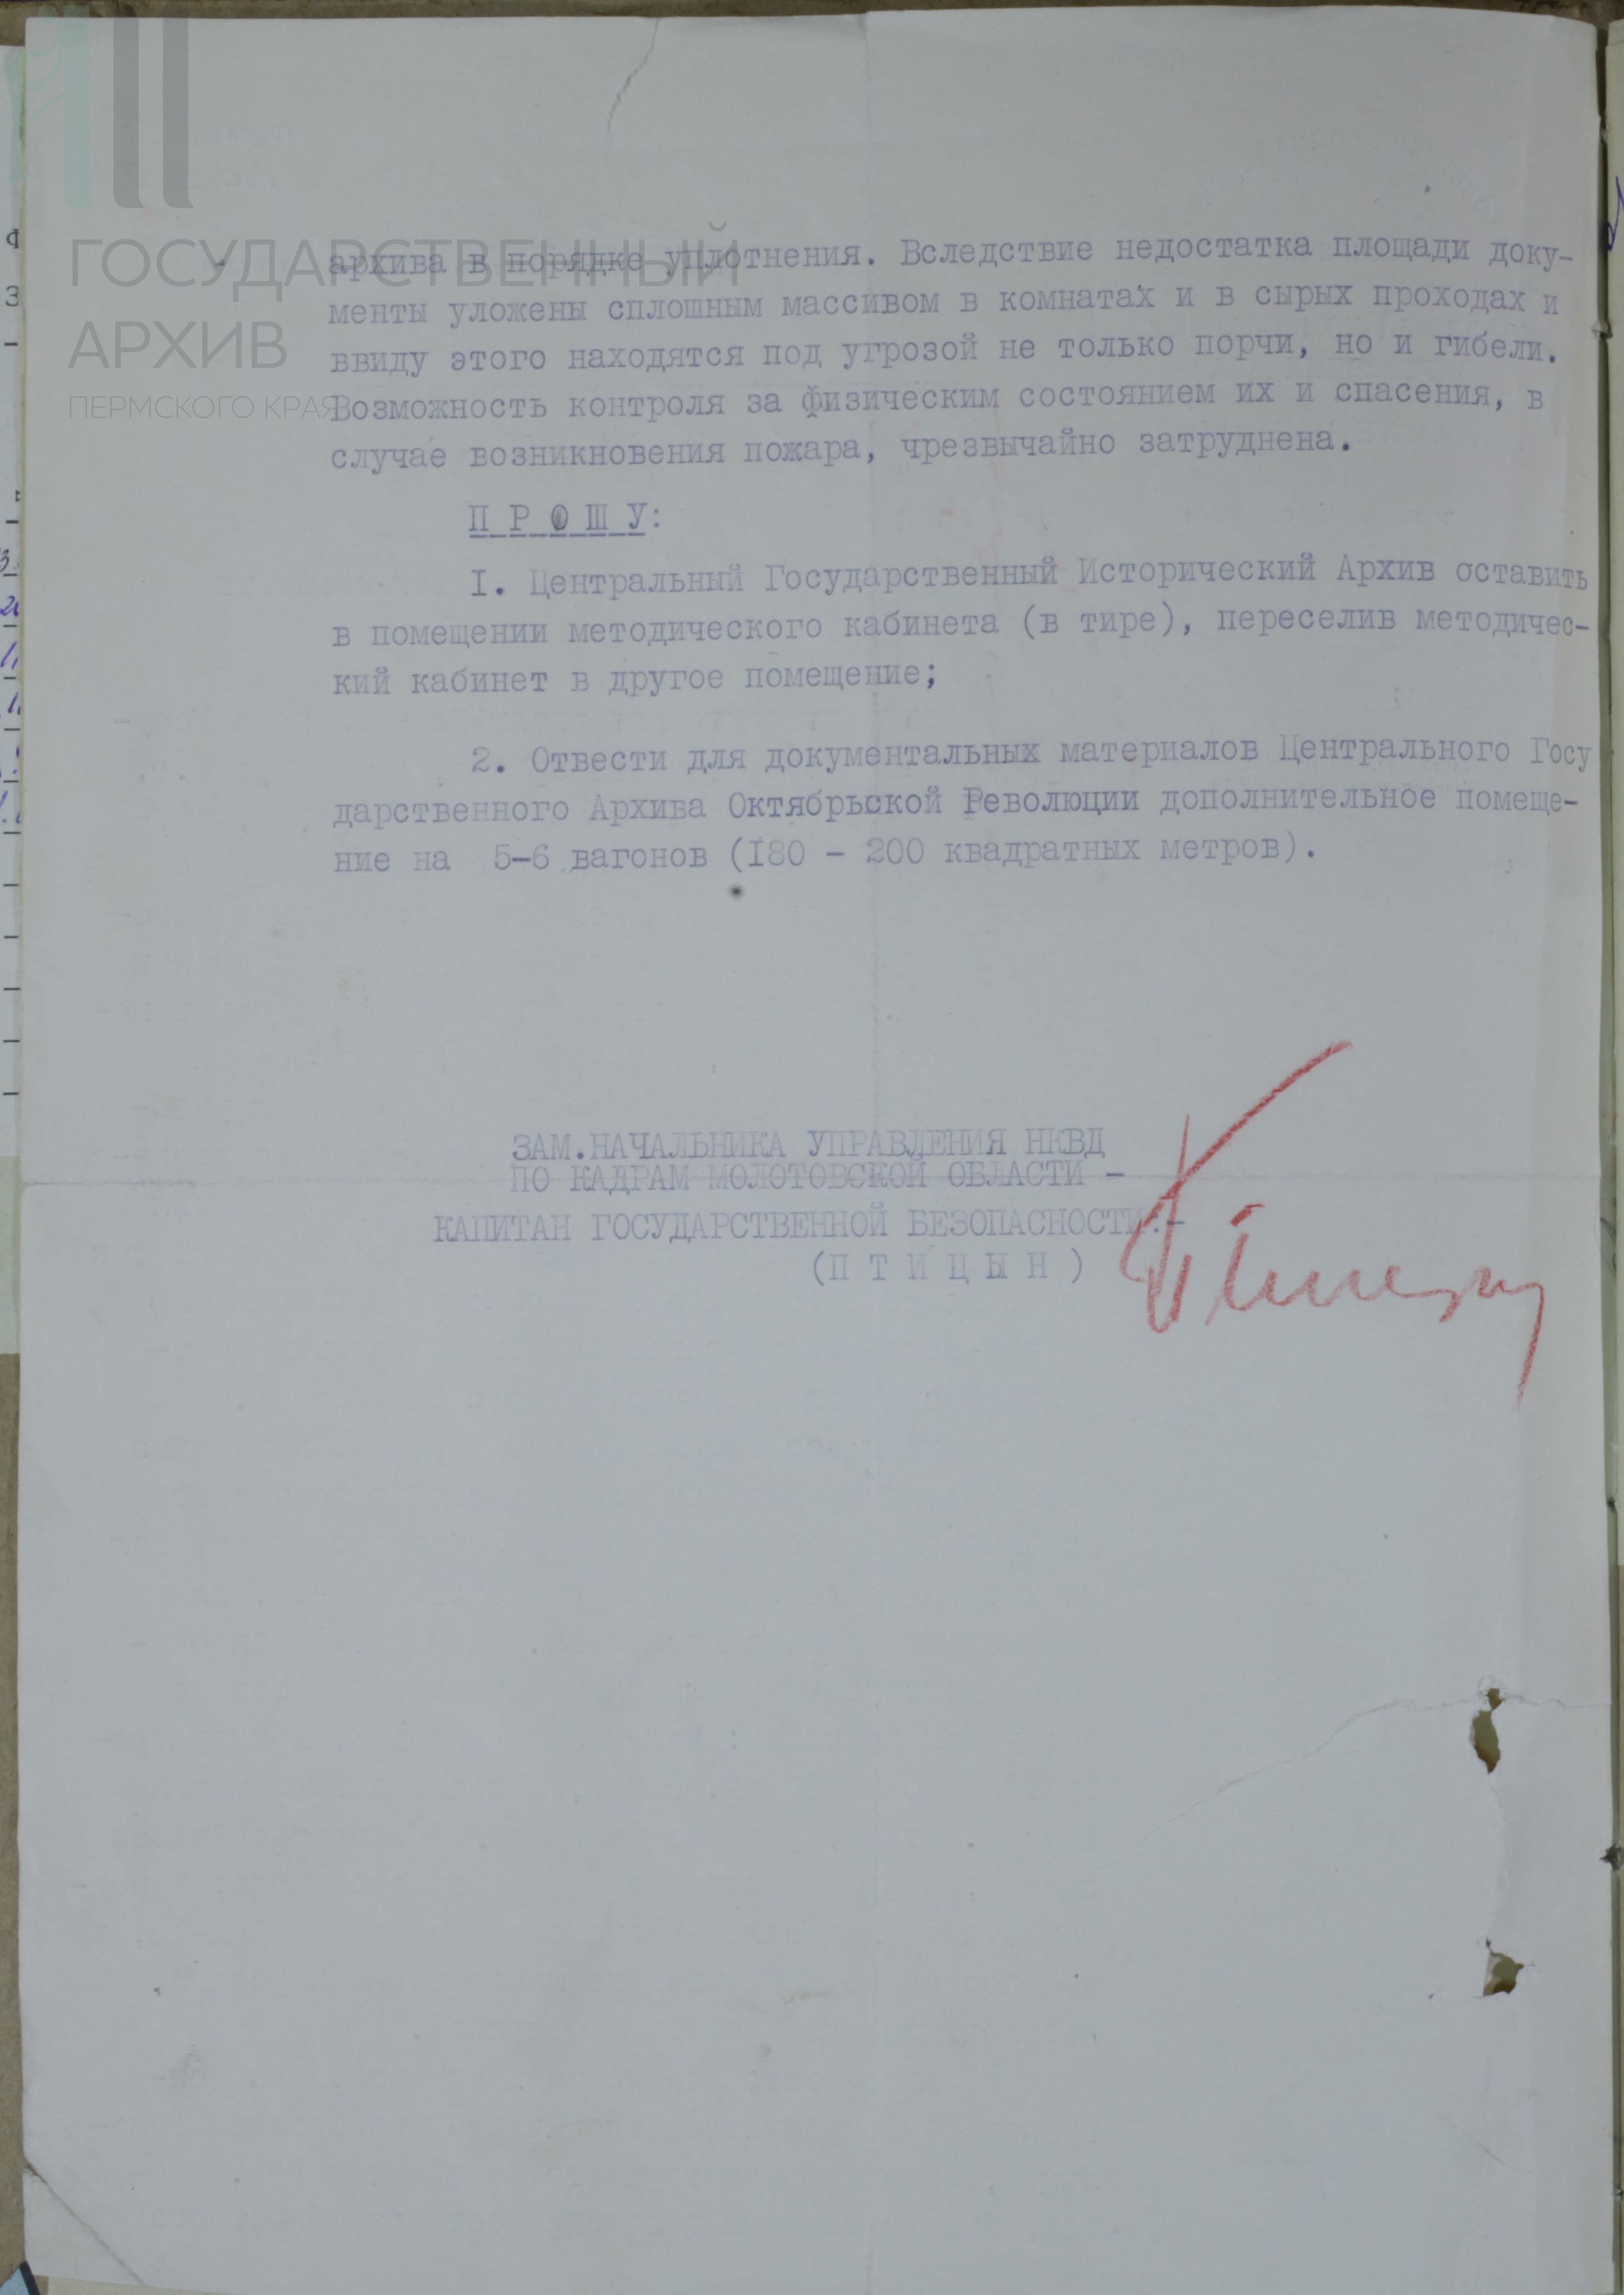 ГОСУДАРСТВЕННЫЙ
АРХИВ
ПЕРМСКОГО КРАЯ
архива в порядке уплотнения. Вследствие недостатка площади доку-
менты уложены сплошным массивом в комнатах и в сырых проходах и
ввиду этого находятся под угрозой не только порчи, но и гибели.
Возможность контроля за физическим состоянием их и спасения, в
случае возникновения пожара, чрезвычайно затруднена.
П Р О Ш У:
I. Центральный Государственный Исторический Архив оставить
в помещении методического кабинета (в тире), переселив методичес-
кий кабинет в другое помещение;
2. Отвести для документальных материалов Центрального Госу
дарственного Архива Октябрьской Революции дополнительное помеще-
ние на 5-6 вагонов (I80 - 200 квадратных метров).
ЗАМ.НАЧАЛЬНИКА УПРАВЛЕНИЯ НКВД
ПО КАДРАМ МОЛОТОВСКОЙ ОБЛАСТИ -
КАПИТАН ГОСУДАРСТВЕННОЙ БЕЗОПАСНОСТИ:-
(П Т И Ц Ы Н )